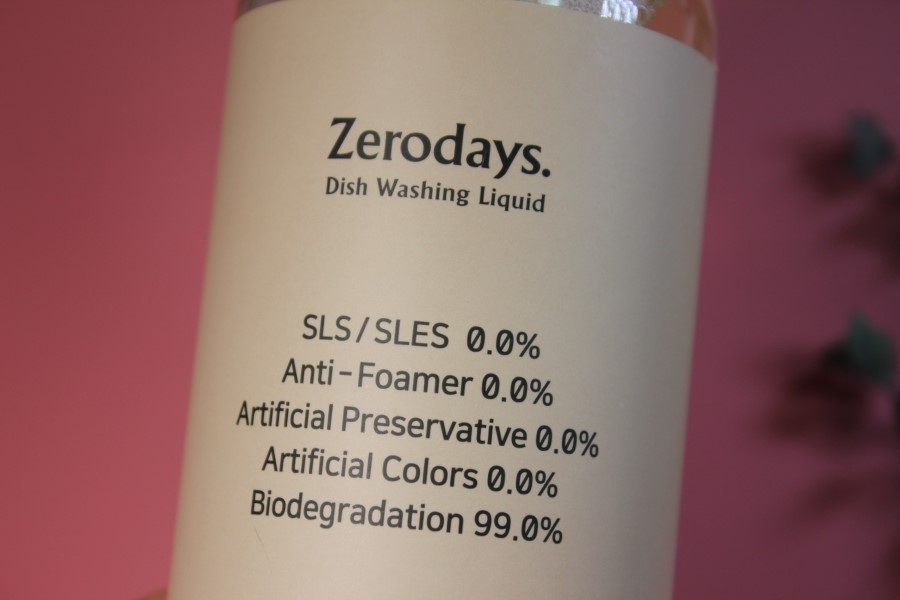 Zerodays.
Dish Washing Liquid
SLS/SLES 0.0%
Anti-Foamer 0.0%
Artificial Preservative 0.0%
Artificial Colors 0.0%
Biodegradation 99.0%